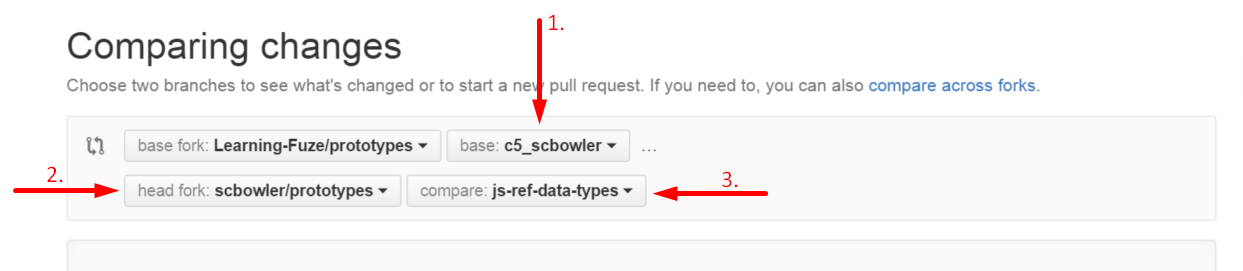 1.
Comparing changes
Choose two branches to see what's changed or to start a new pull request. If you need to, you can also compare across forks.
base fork: Learning-Fuze/prototypes base: c5_scbowler ...
2.
head fork: scbowler/prototypes compare: js-ref-data-types 3.